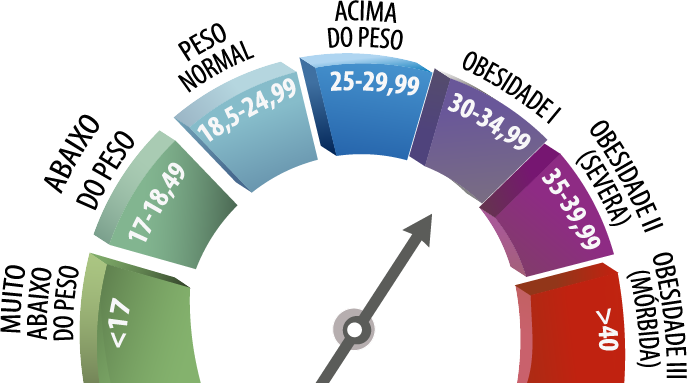 MUITO
ABAIXO
DO PESO
<17
ABAIXO
DO PESO
17-18,49
PESO
NORMAL
18,5-24,99
ACIMA
DO PESO
25-29,99
OBESIDADE I
30-34,99
OBESIDADE II
(SEVERA)
35-39,99
OBESIDADE III
(MÓRBIDA)
>40